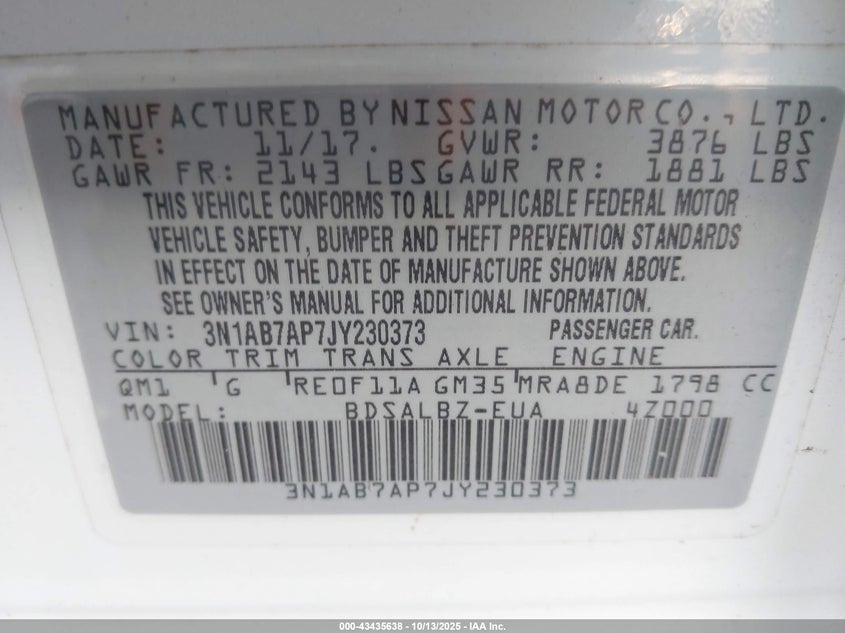 MANUFACTURED BY NISSAN MOTOR CO., LTD.
DATE: 11/17. GVWR: 3876 LBS
GAWR FR: 2143 LBS GAWR RR: 1881 LBS
THIS VEHICLE CONFORMS TO ALL APPLICABLE FEDERAL MOTOR
VEHICLE SAFETY, BUMPER AND THEFT PREVENTION STANDARDS
IN EFFECT ON THE DATE OF MANUFACTURE SHOWN ABOVE.
SEE OWNER'S MANUAL FOR ADDITIONAL INFORMATION.
VIN: 3N1AB7AP7JY230373 PASSENGER CAR.
COLOR TRIM TRANS AXLE ENGINE
QM1 G RE0F11A GM35 MRA8DE 1798 CC
MODEL: BDSALBZ-EUA 4Z000
3N1AB7AP7JY230373
000-43435638 - 10/13/2025 - IAA Inc.